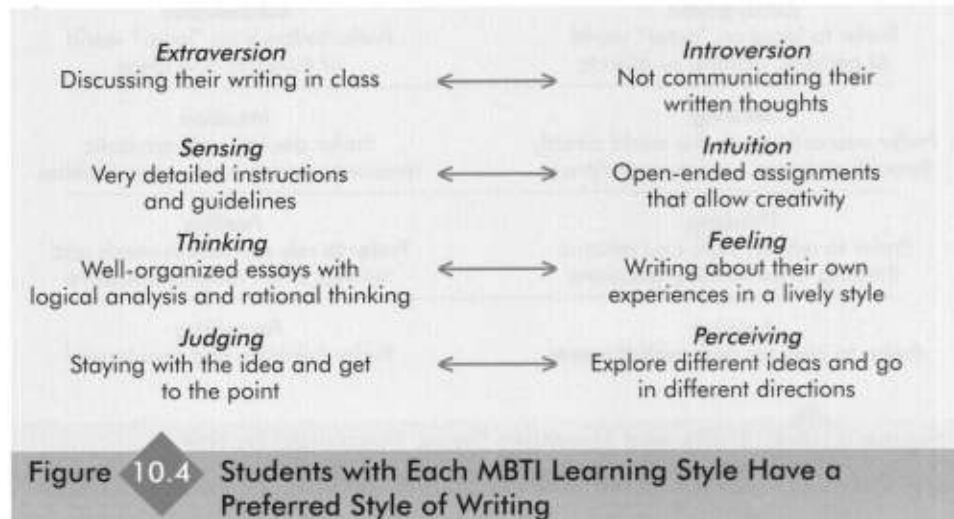 Extraversion
Discussing their writing in class
Introversion
Not communicating their
written thoughts
Sensing
Very detailed instructions
and guidelines
Intuition
Open-ended assignments
that allow creativity
Thinking
Well-organized essays with
logical analysis and rational thinking
Feeling
Writing about their own
experiences in a lively style
Judging
Staying with the idea and get
to the point
Perceiving
Explore different ideas and go
in different directions
Figure 10.4 Students with Each MBTI Learning Style Have a
Preferred Style of Writing